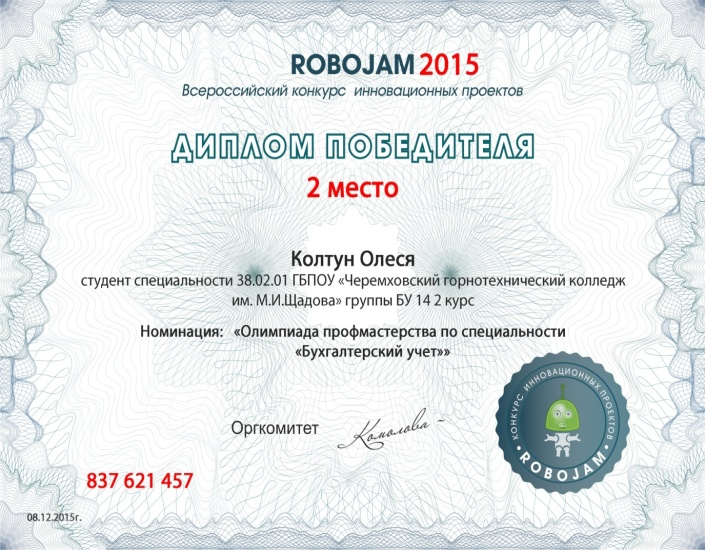 ROBOJAM 2015
Всероссийский конкурс инновационных проектов
ДИПЛОМ ПОБЕДИТЕЛЯ
2 место
Колтун Олеся
студент специальности 38.02.01 ГБПОУ «Черемховский горнотехнический колледж
им. М.И.Щадова» группы БУ 14 2 курс
Номинация: «Олимпиада профмастерства по специальности
«Бухгалтерский учет»»
КОНКУРС ИННОВАЦИОННЫХ ПРОЕКТОВ
• ROBOJAM •
Оргкомитет Комолова
837 621 457
08.12.2015г.